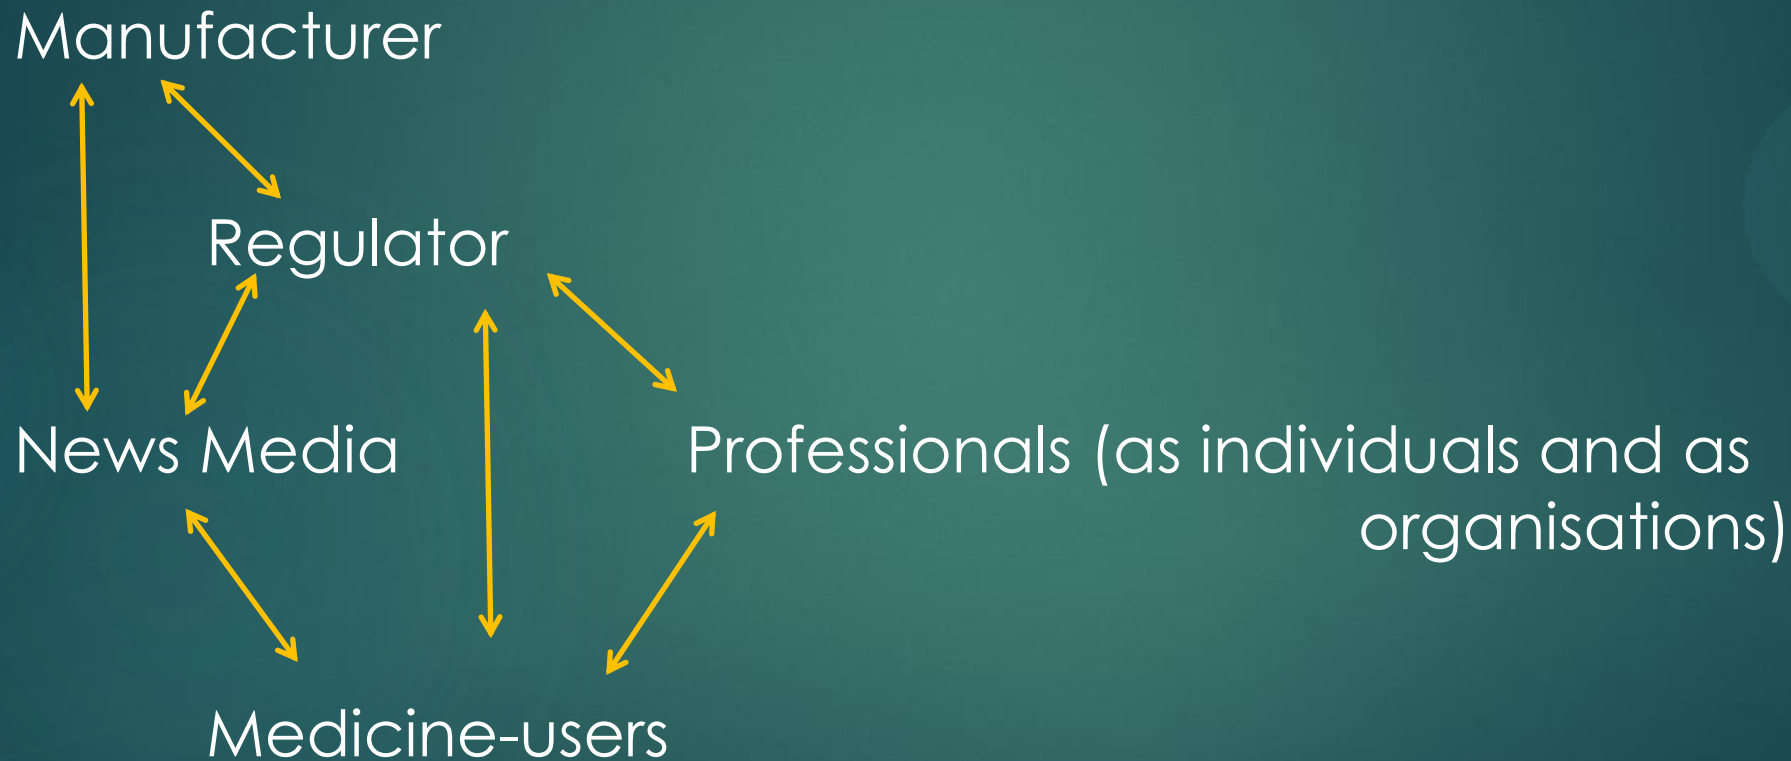 Manufacturer
Regulator
News Media
Professionals (as individuals and as
organisations)
Medicine-users